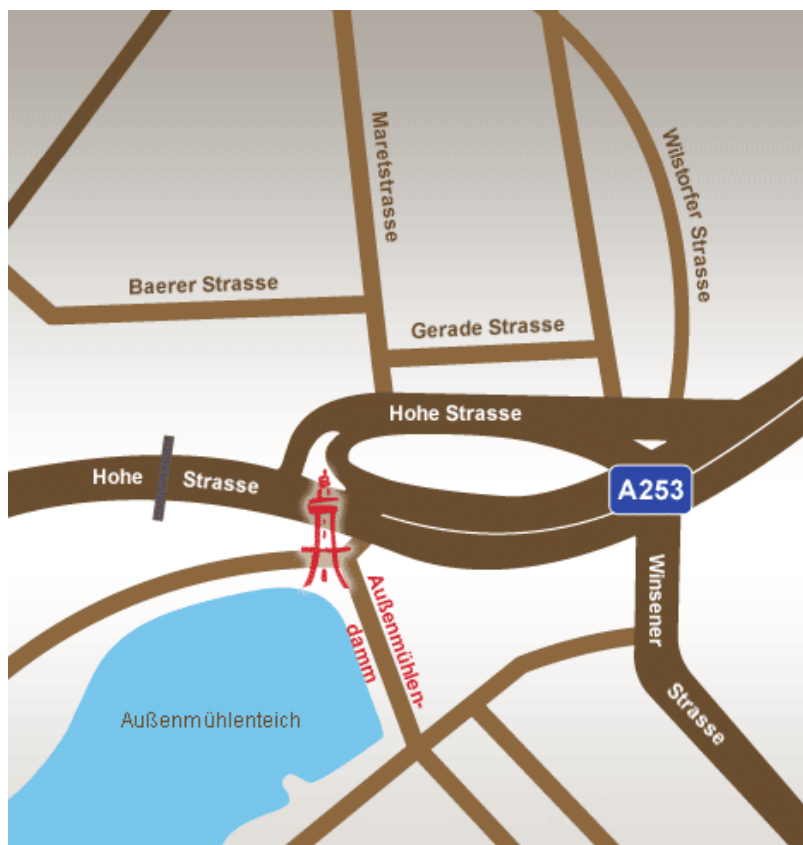 Maretstrasse
Wilstorfer Strasse
Baerer Strasse
Gerade Strasse
Hohe Strasse
Hohe Strasse
A253
Winsener
Strasse
Außenmühlen-
damm
Außenmühlenteich